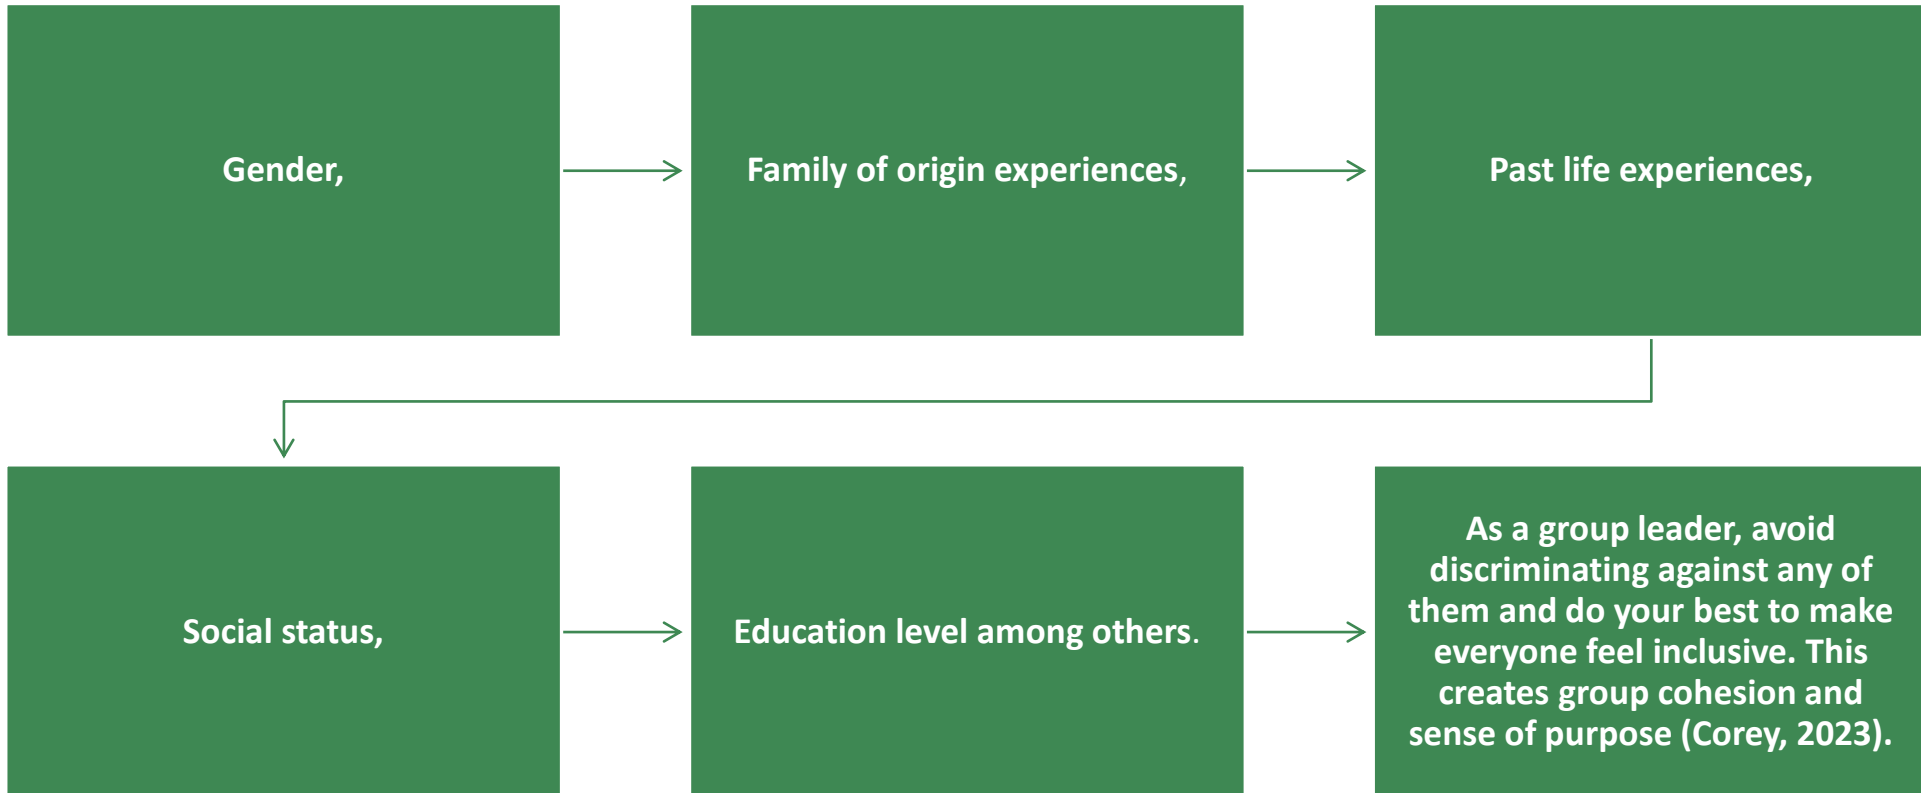 Gender,
Family of origin experiences,
Past life experiences,
Social status,
Education level among others.
As a group leader, avoid
discriminating against any of
them and do your best to make
everyone feel inclusive. This
creates group cohesion and
sense of purpose (Corey, 2023).